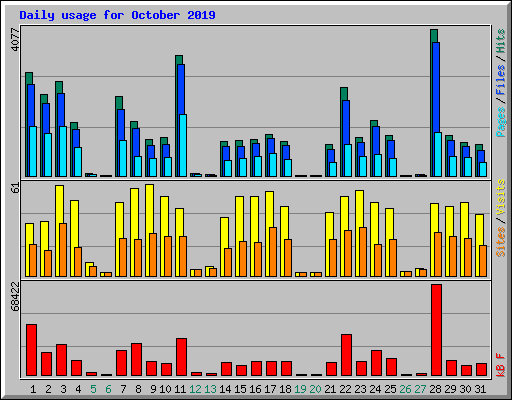 Daily usage for October 2019
4077
Pages / Files / Hits
61
Sites / Visits
68422
kB F
1 2 3 4 5 6 7 8 9 10 11 12 13 14 15 16 17 18 19 20 21 22 23 24 25 26 27 28 29 30 31